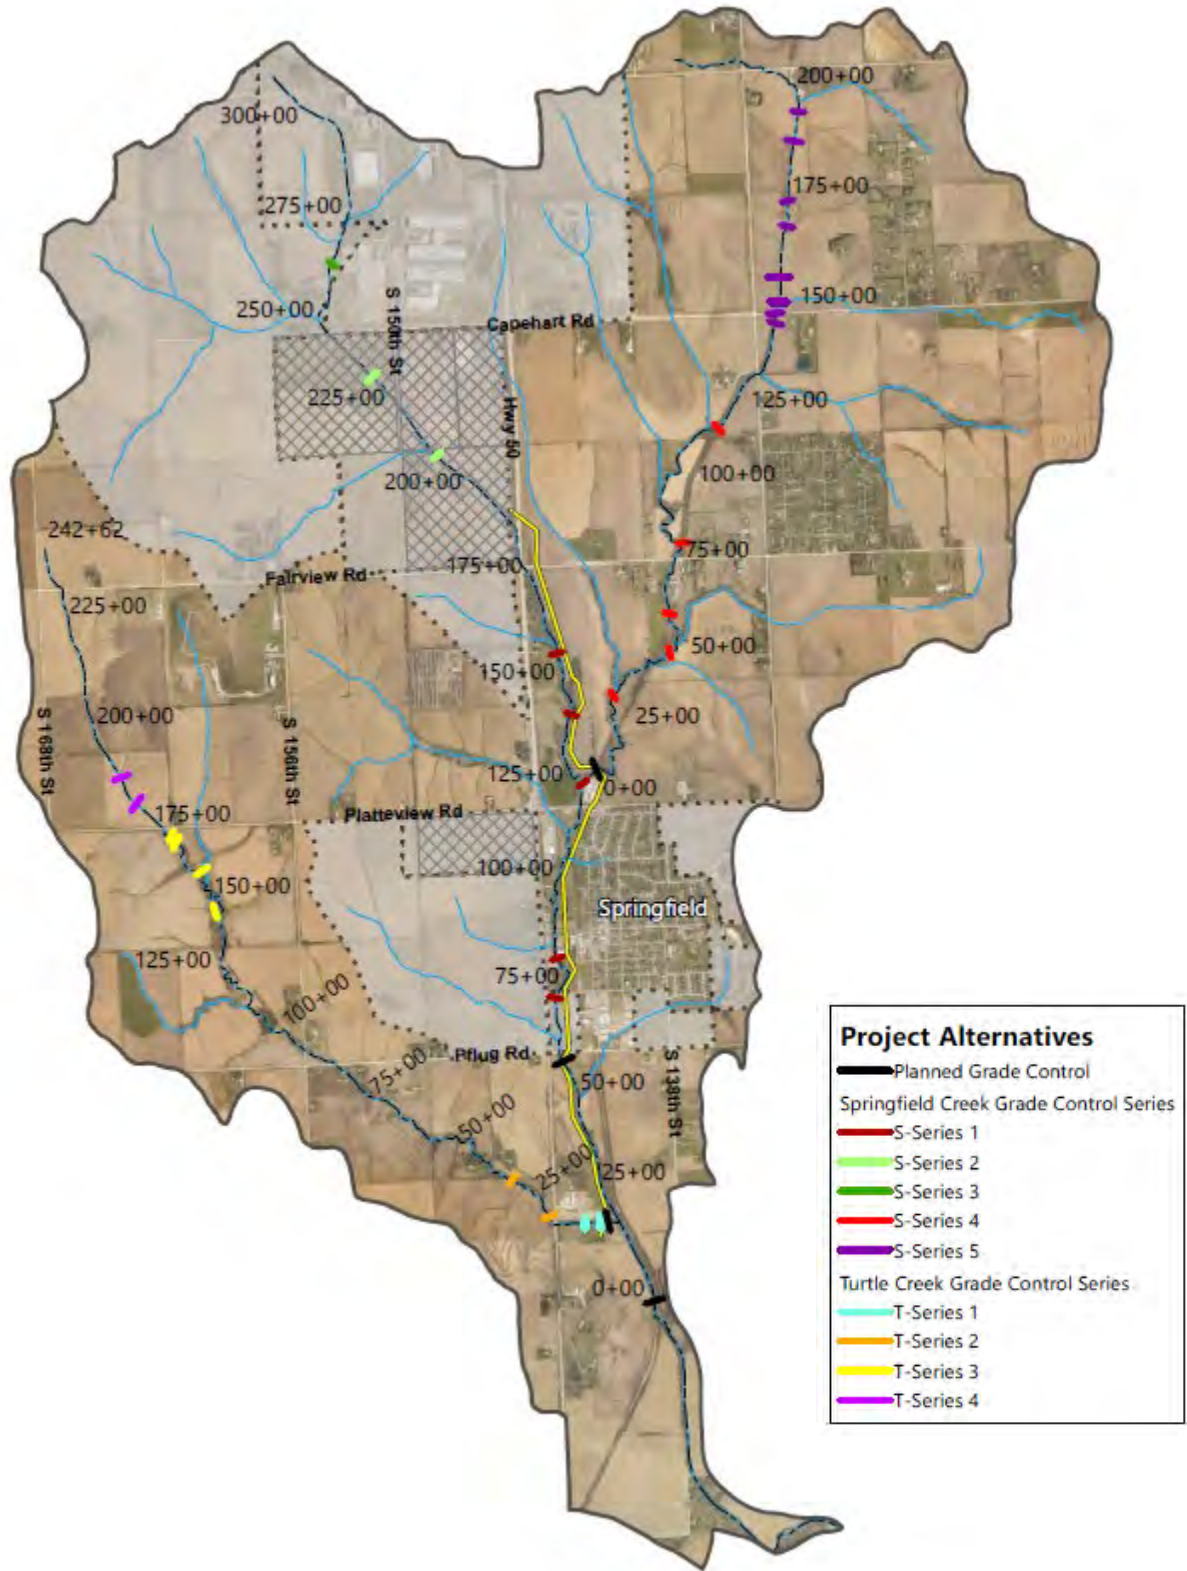 200+00
300+00
175+00
275+00
250+00
S 150th St
150+00
Capehart Rd
225+00
125+00
Hwy 50
200+00
100+00
242+62
175+00
75+00
Fairview Rd
225+00
50+00
150+00
200+00
25+00
S 168th St
S 156th St
125+00
0+00
175+00
Platteview Rd
100+00
150+00
Springfield
125+00
75+00
100+00
Pflug Rd
75+00
50+00
S 138th St
50+00
25+00
25+00
0+00
Project Alternatives
Planned Grade Control
Springfield Creek Grade Control Series
S-Series 1
S-Series 2
S-Series 3
S-Series 4
S-Series 5
Turtle Creek Grade Control Series
T-Series 1
T-Series 2
T-Series 3
T-Series 4